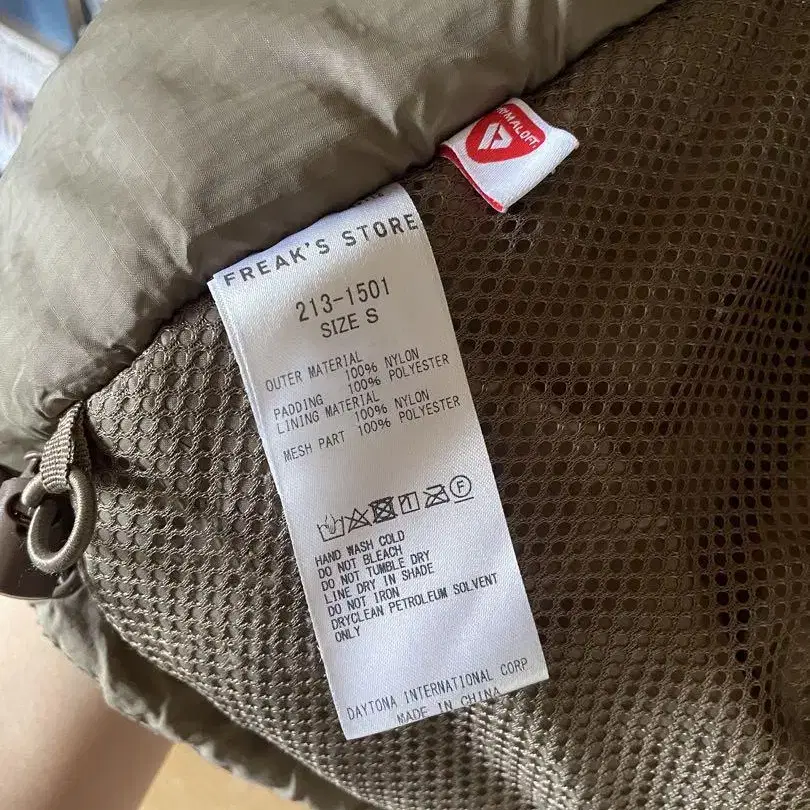 PRIMALOFT
FREAK'S STORE
213-1501
SIZE S
OUTER MATERIAL
100% NYLON
PADDING 100% POLYESTER
LINING MATERIAL
100% NYLON
MESH PART 100% POLYESTER
F
HAND WASH COLD
DO NOT BLEACH
DO NOT TUMBLE DRY
LINE DRY IN SHADE
DO NOT IRON
DRYCLEAN PETROLEUM SOLVENT
ONLY
DAYTONA INTERNATIONAL CORP
MADE IN CHINA